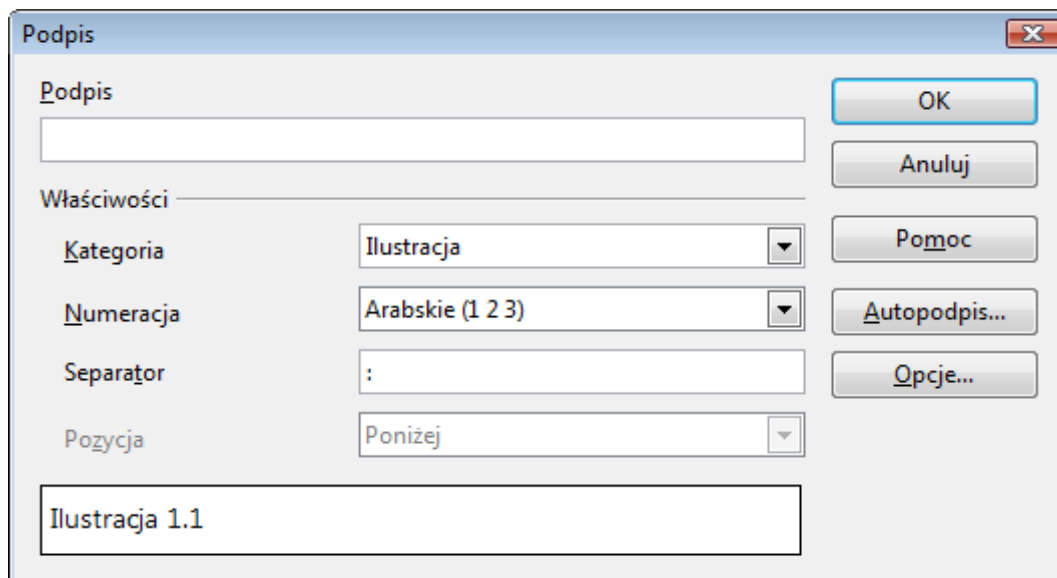 Podpis
Podpis
OK
Anuluj
Właściwości
Kategoria Ilustracja
Pomoc
Numeracja Arabskie (1 2 3)
Autopodpis...
Separator :
Opcje...
Pozycja Poniżej
Ilustracja 1.1